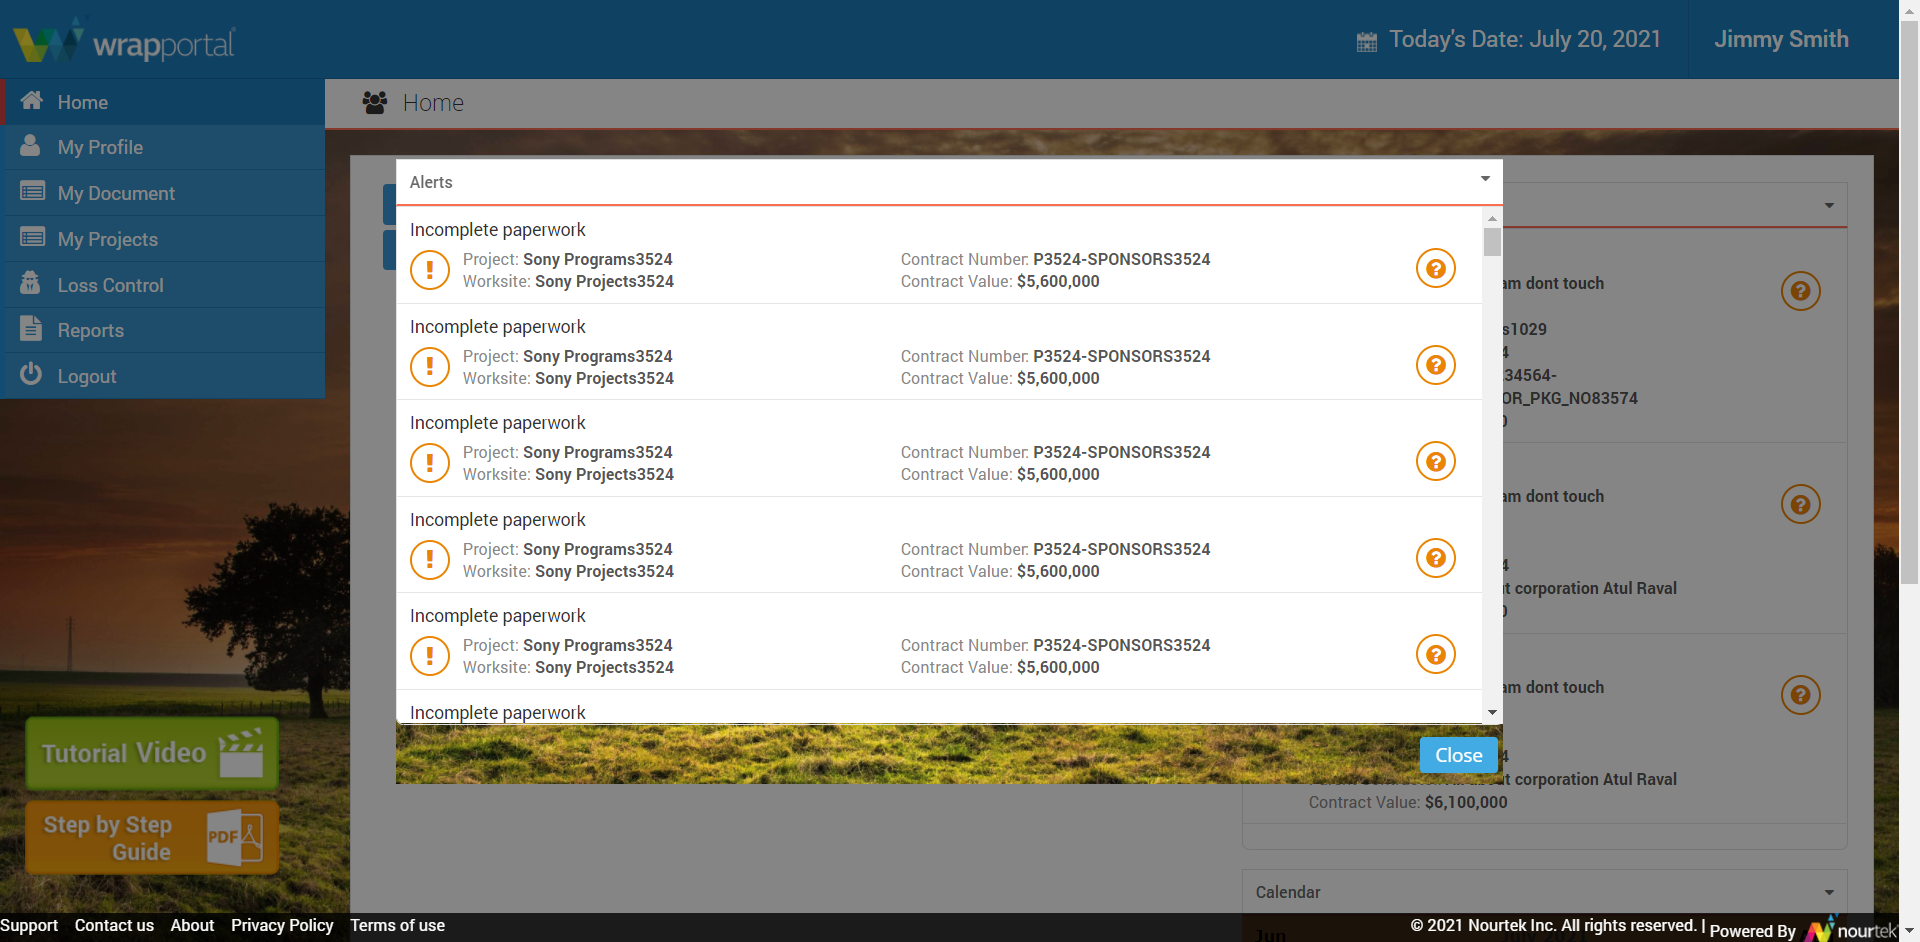 wrapportal
Today's Date: July 20, 2021
Jimmy Smith
Home
My Profile
My Document
My Projects
Loss Control
Reports
Logout
Tutorial Video
Step by Step
Guide
PDF
Home
Alerts
Incomplete paperwork
Project: Sony Programs3524
Contract Number: P3524-SPONSORS3524
Worksite: Sony Projects3524
Contract Value: $5,600,000
Incomplete paperwork
Project: Sony Programs3524
Contract Number: P3524-SPONSORS3524
Worksite: Sony Projects3524
Contract Value: $5,600,000
Incomplete paperwork
Project: Sony Programs3524
Contract Number: P3524-SPONSORS3524
Worksite: Sony Projects3524
Contract Value: $5,600,000
Incomplete paperwork
Project: Sony Programs3524
Contract Number: P3524-SPONSORS3524
Worksite: Sony Projects3524
Contract Value: $5,600,000
Incomplete paperwork
Project: Sony Programs3524
Contract Number: P3524-SPONSORS3524
Worksite: Sony Projects3524
Contract Value: $5,600,000
Incomplete paperwork
Close
am dont touch
s1029
4
34564-
OR_PKG_NO83574
am dont touch
4
corporation Atul Raval
am dont touch
4
corporation Atul Raval
Contract Value: $6,100,000
Calendar
Jun
July 2021
Support Contact us About Privacy Policy Terms of use
© 2021 Nourtek Inc. All rights reserved. | Powered By nourtek